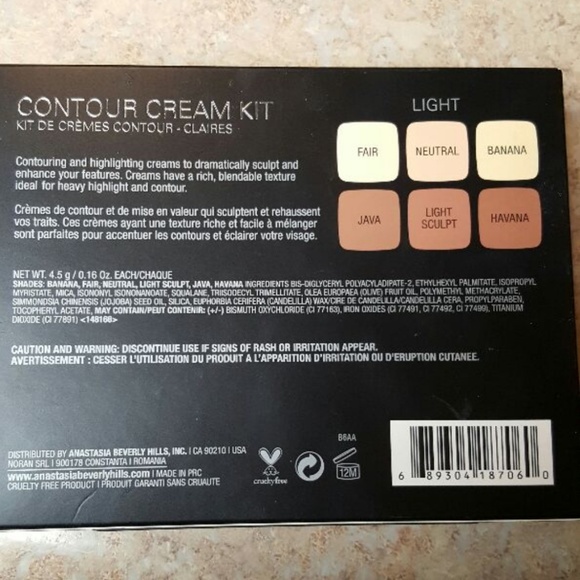 CONTOUR CREAM KIT
KIT DE CRÈMES CONTOUR - CLAIRES
Contouring and highlighting creams to dramatically sculpt and
enhance your features. Creams have a rich, blendable texture
ideal for heavy highlight and contour.
Crèmes de contour et de mise en valeur qui sculptent et rehaussent
vos traits. Ces crèmes ayant une texture riche et facile à mélanger
sont parfaites pour accentuer les contours et éclairer votre visage.
LIGHT
FAIR
NEUTRAL
BANANA
JAVA
LIGHT
SCULPT
HAVANA
NET WT. 4.5 g / 0.16 Oz. EACH/CHAQUE
SHADES: BANANA, FAIR, NEUTRAL, LIGHT SCULPT, JAVA, HAVANA INGREDIENTS BIS-DIGLYCERYL POLYACYLADIPATE-2, ETHYLHEXYL PALMITATE, ISOPROPYL
MYRISTATE, MICA, ISONONYL ISONONANOATE, SQUALANE, TRIISODECYL TRIMELLITATE, OLEA EUROPAEA (OLIVE) FRUIT OIL, POLYMETHYL METHACRYLATE,
SIMMONDSIA CHINENSIS (JOJOBA) SEED OIL, SILICA, EUPHORBIA CERIFERA (CANDELILLA) WAX/CIRE DE CANDELILLA/CANDELILLA CERA, PROPYLPARABEN,
TOCOPHERYL ACETATE, MAY CONTAIN/PEUT CONTENIR: (+/-) BISMUTH OXYCHLORIDE (CI 77163), IRON OXIDES (CI 77491, CI 77492, CI 77499), TITANIUM
DIOXIDE (CI 77891) <148168>
CAUTION AND WARNING: DISCONTINUE USE IF SIGNS OF RASH OR IRRITATION APPEAR.
AVERTISSEMENT : CESSER L'UTILISATION DU PRODUIT A L'APPARITION D'IRRITATION OU D'ERUPTION CUTANEE.
DISTRIBUTED BY ANASTASIA BEVERLY HILLS, INC. | CA 90210 | USA
NORAN SRL | 900178 CONSTANTA | ROMANIA
www.anastasiabeverlyhills.com | MADE IN PRC
CRUELTY FREE PRODUCT | PRODUIT GARANTI SANS CRUAUTE
crueltyfree
B6AA
12M
6 89304 18706 0